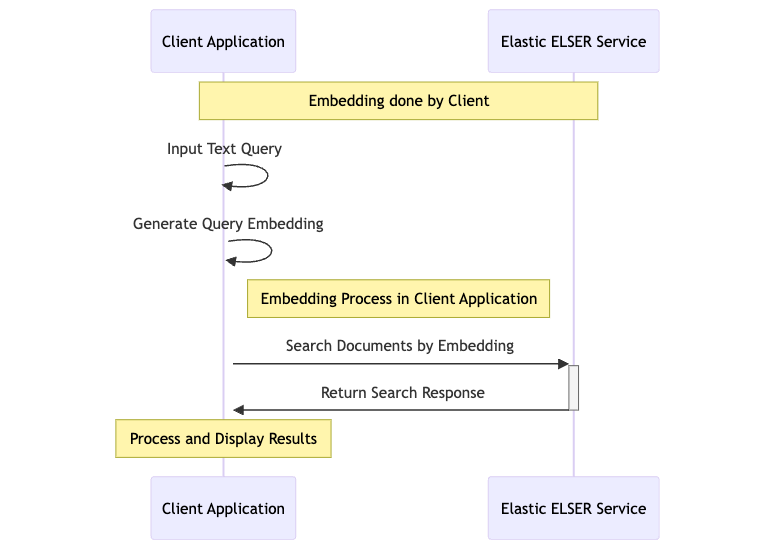 Client Application
Elastic ELSER Service
Embedding done by Client
Input Text Query
Generate Query Embedding
Embedding Process in Client Application
Search Documents by Embedding
Return Search Response
Process and Display Results
Client Application
Elastic ELSER Service